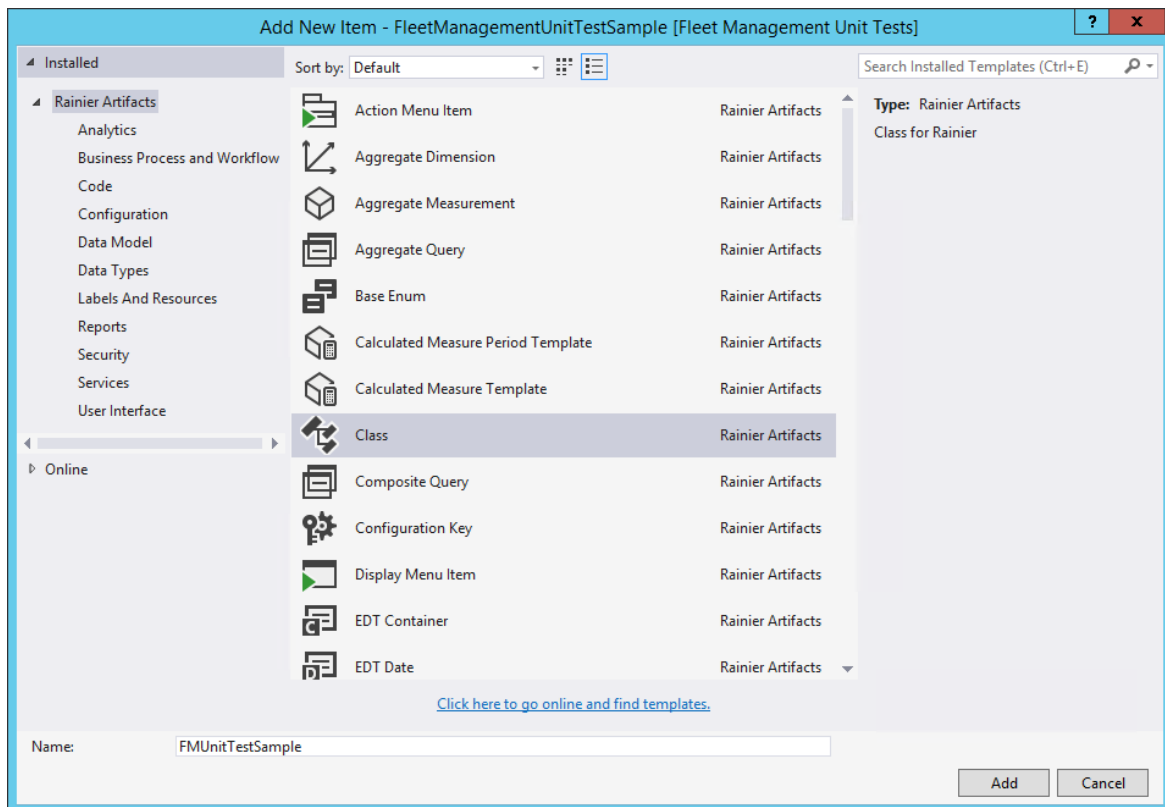 Add New Item - FleetManagementUnitTestSample [Fleet Management Unit Tests]
? x
Installed
Sort by: Default
Search Installed Templates (Ctrl+E)
Rainier Artifacts
Analytics
Business Process and Workflow
Code
Configuration
Data Model
Data Types
Labels And Resources
Reports
Security
Services
User Interface
Online
Action Menu Item Rainier Artifacts
Aggregate Dimension Rainier Artifacts
Aggregate Measurement Rainier Artifacts
Aggregate Query Rainier Artifacts
Base Enum Rainier Artifacts
Calculated Measure Period Template Rainier Artifacts
Calculated Measure Template Rainier Artifacts
Class Rainier Artifacts
Composite Query Rainier Artifacts
Configuration Key Rainier Artifacts
Display Menu Item Rainier Artifacts
EDT Container Rainier Artifacts
EDT Date Rainier Artifacts
Type: Rainier Artifacts
Class for Rainier
Click here to go online and find templates.
Name: FMUnitTestSample
Add Cancel